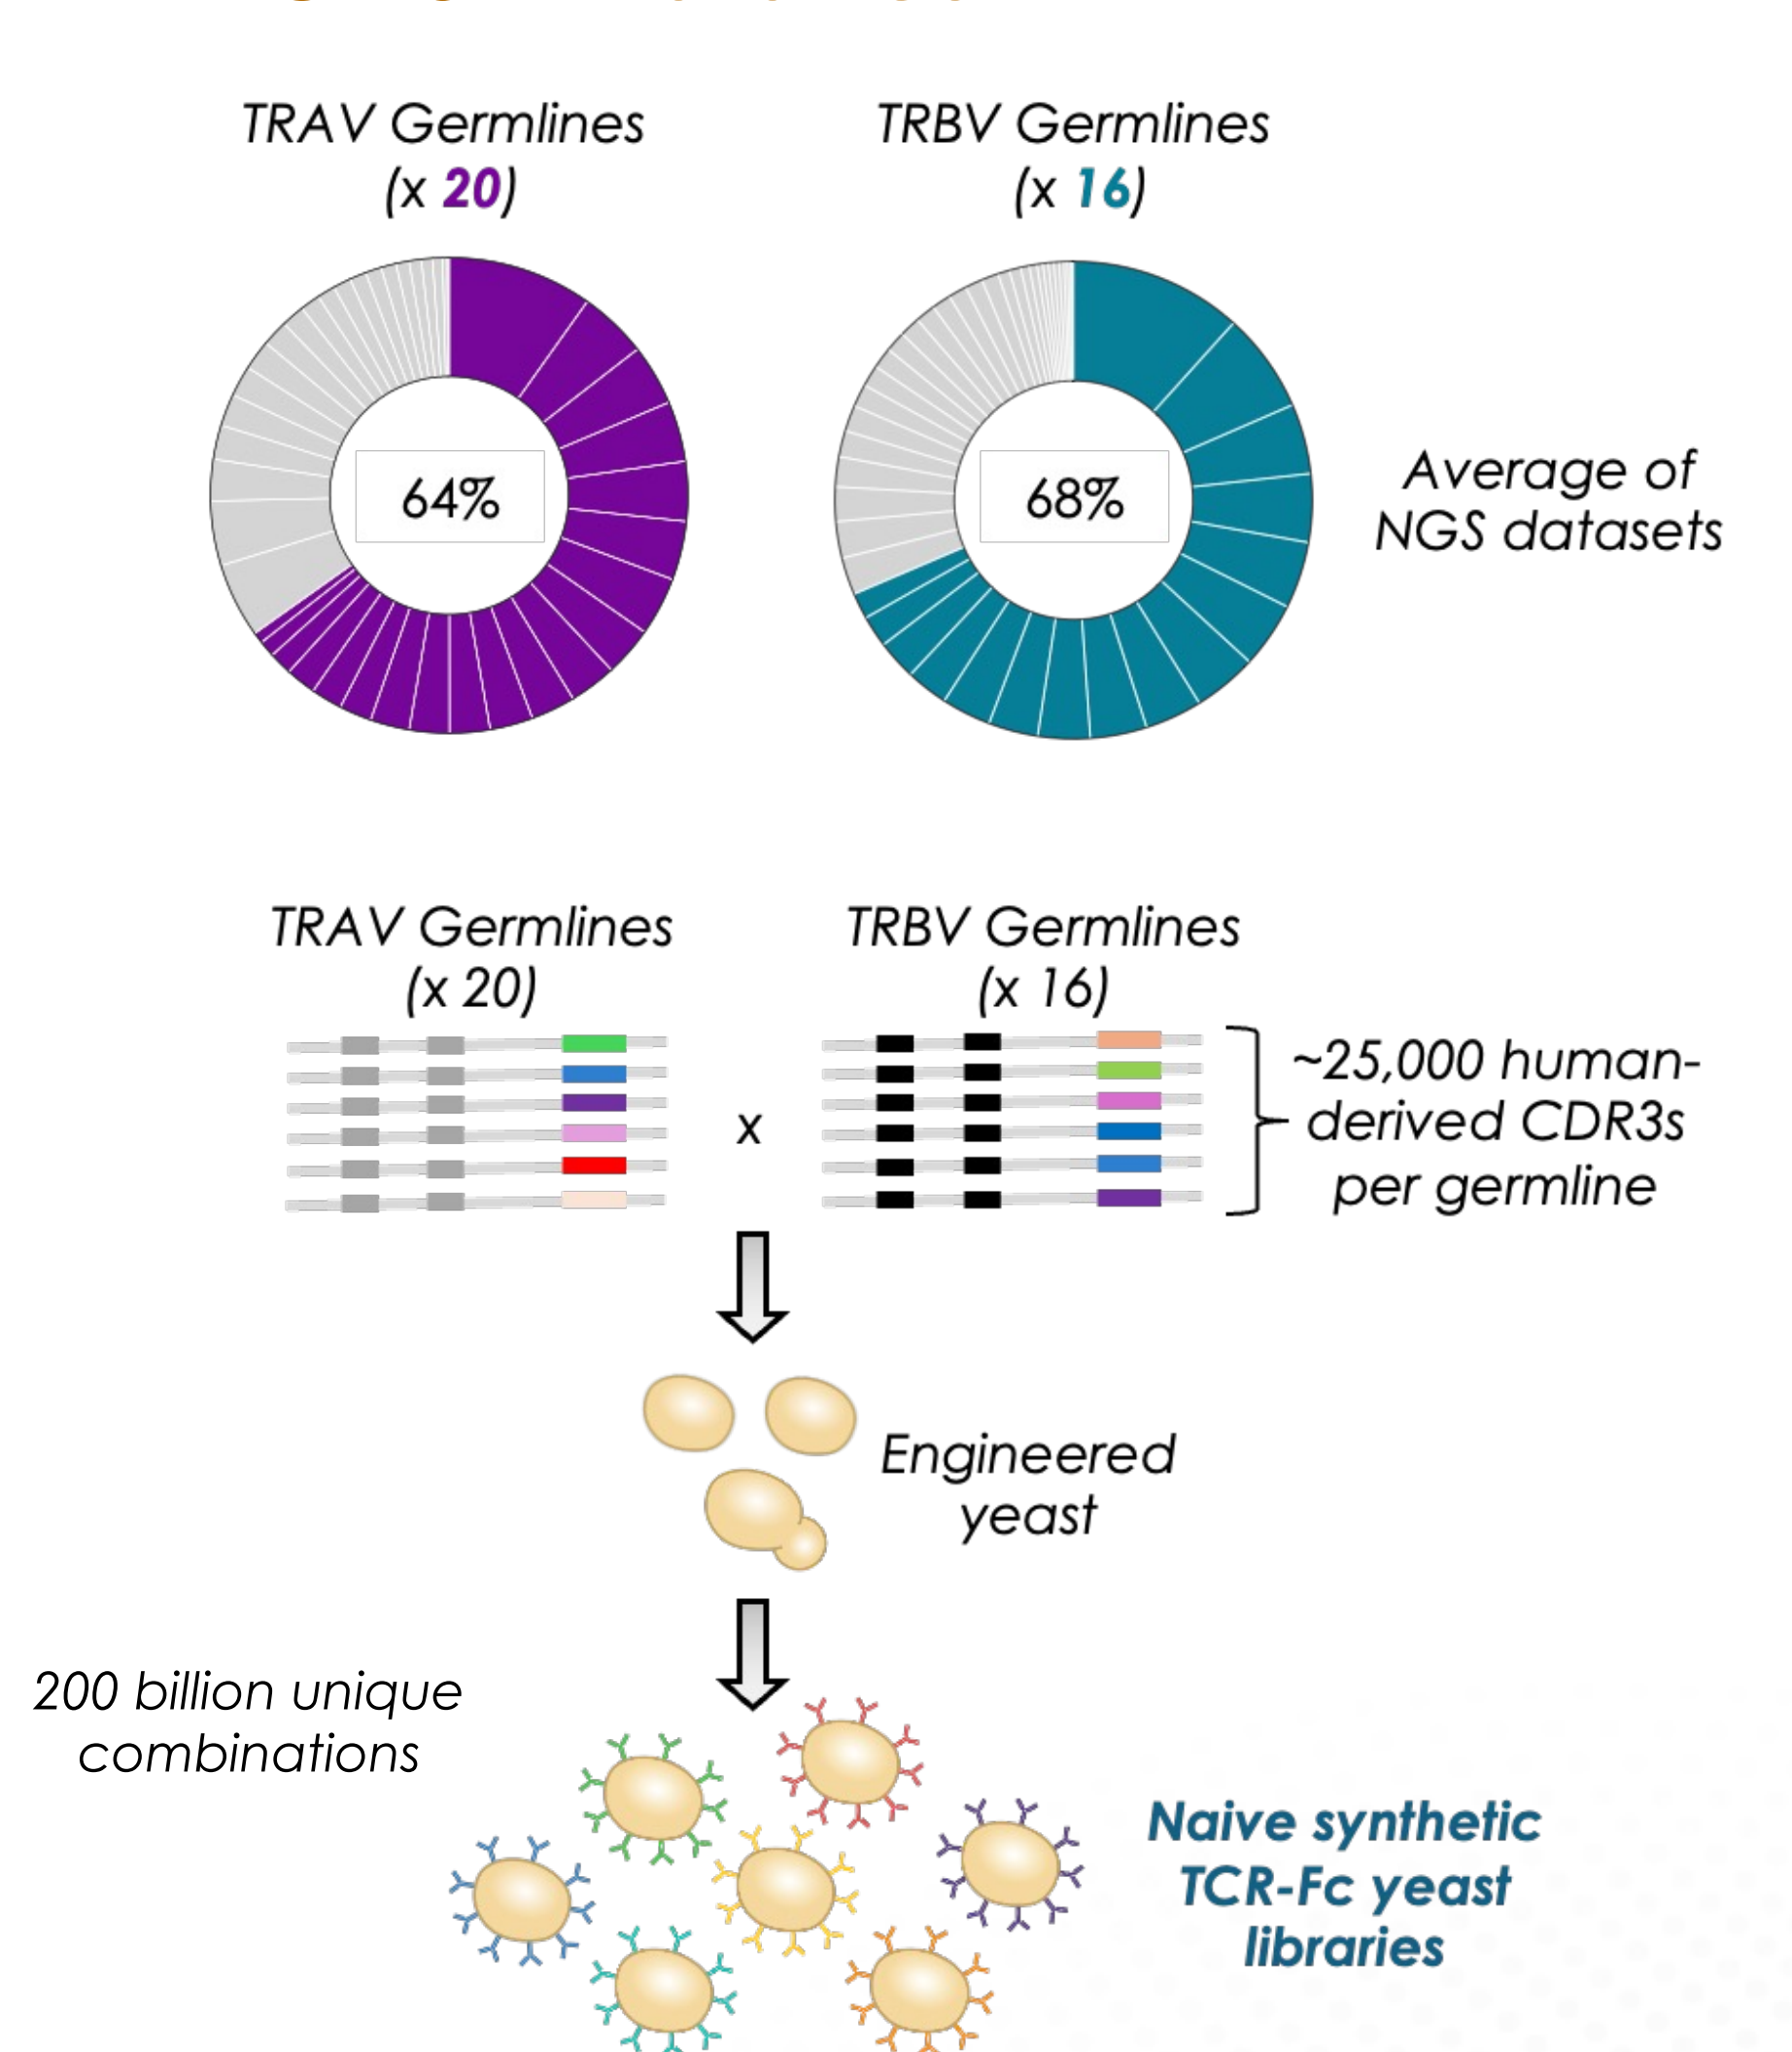 TRAV Germlines
(x 20)
TRBV Germlines
(x 16)
64%
68%
Average of
NGS datasets
TRAV Germlines
(x 20)
TRBV Germlines
(x 16)
x
~25,000 human-
derived CDR3s
per germline
Engineered
yeast
200 billion unique
combinations
Naive synthetic
TCR-Fc yeast
libraries